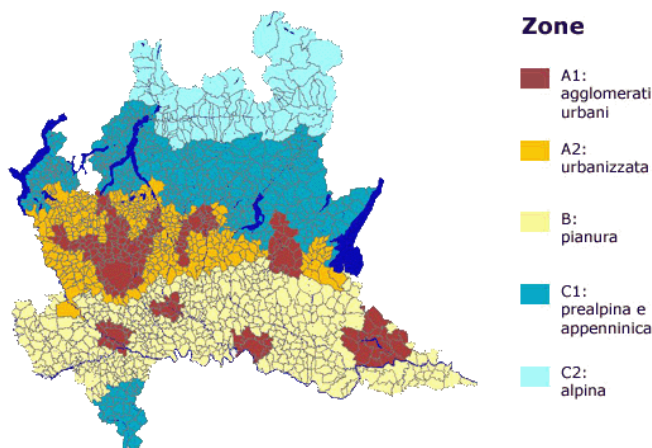 Zone
A1:
agglomerati
urbani
A2:
urbanizzata
B:
pianura
C1:
prealpina e
appenninica
C2:
alpina